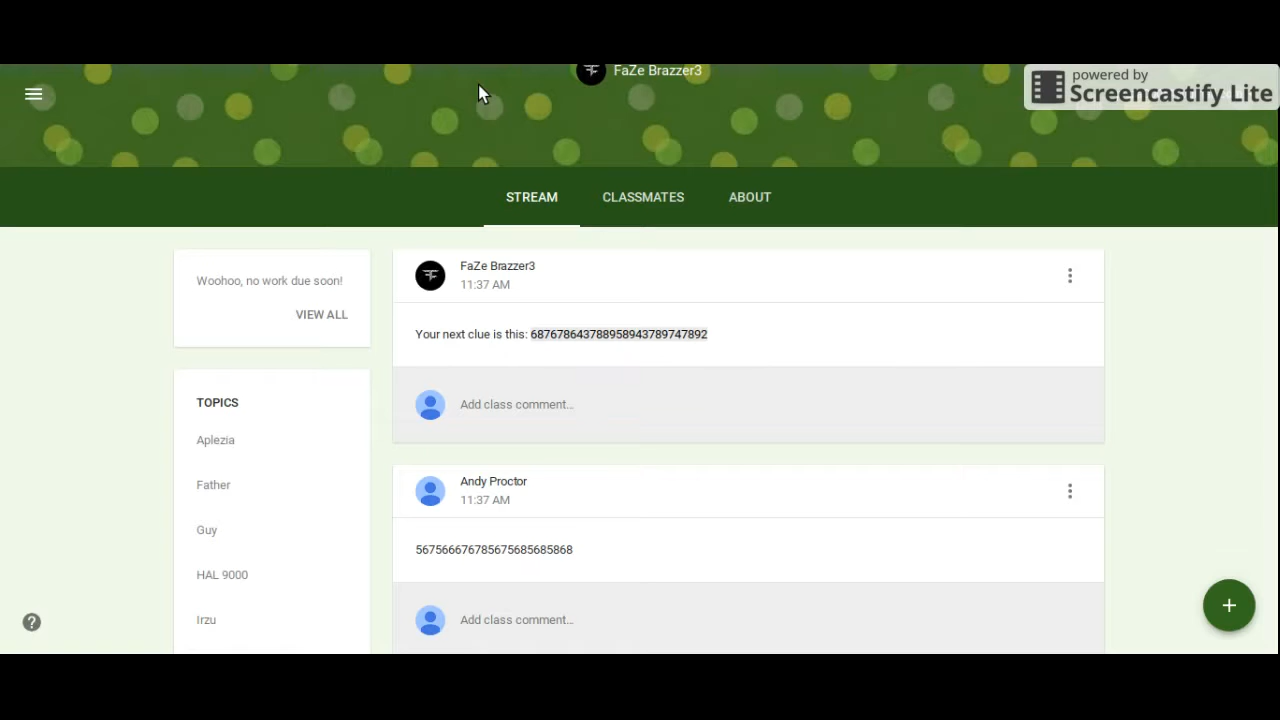 FaZe Brazzer3
powered by
Screencastify Lite
STREAM
CLASSMATES
ABOUT
Woohoo, no work due soon!
VIEW ALL
TOPICS
Aplezia
Father
Guy
HAL 9000
Irzu
FaZe Brazzer3
11:37 AM
Your next clue is this: 687678643788958943789747892
Add class comment...
Andy Proctor
11:37 AM
567566676785675685685868
Add class comment...